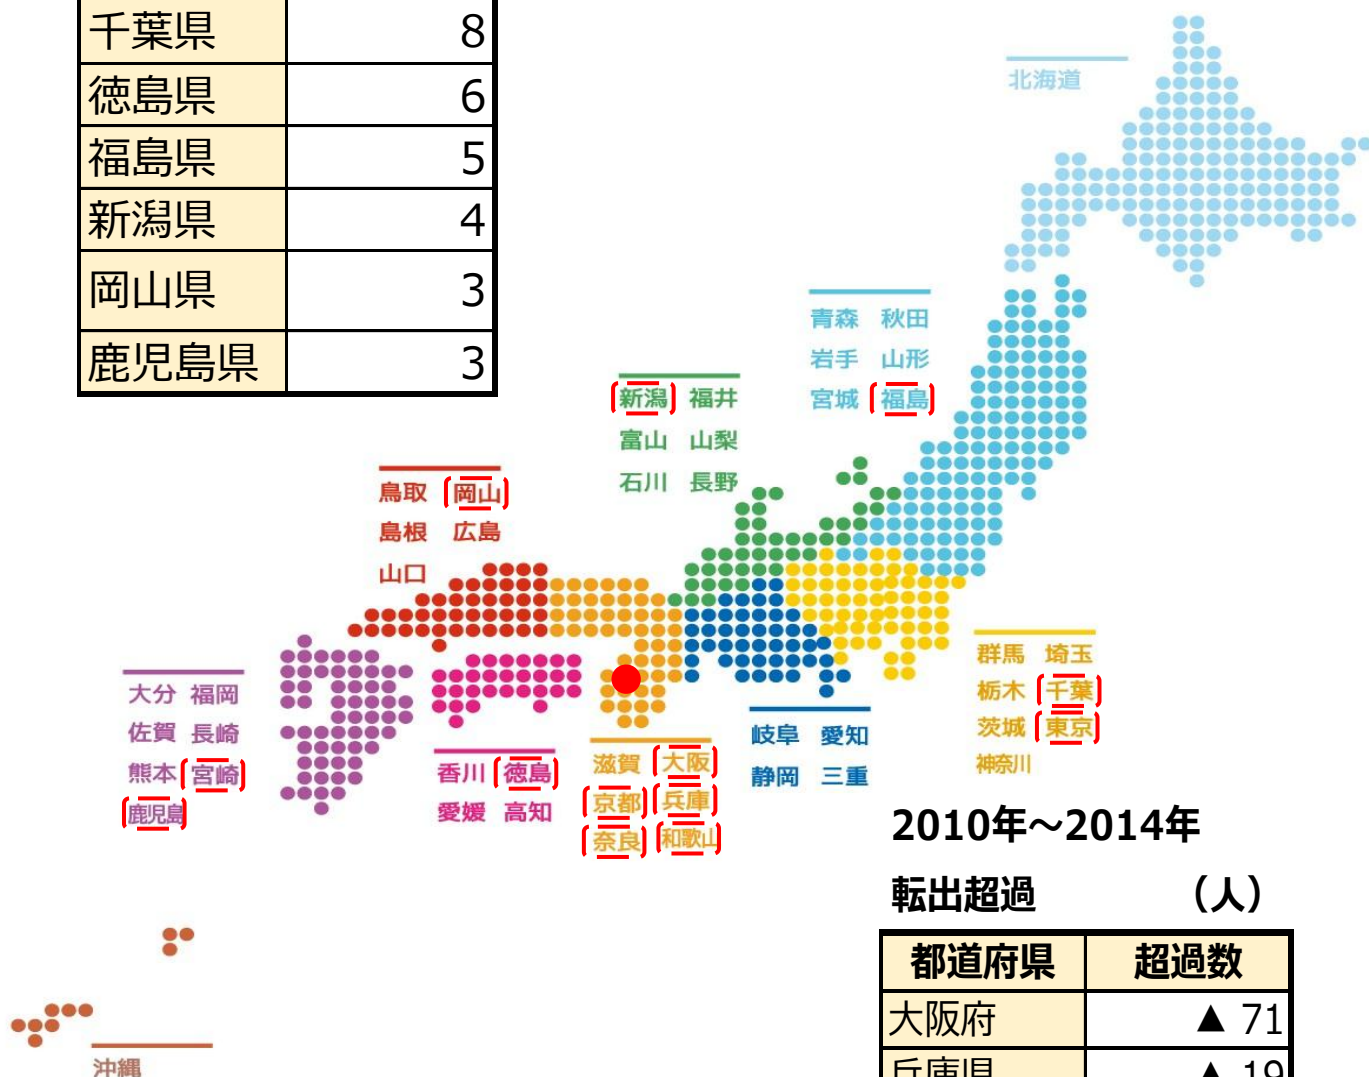 千葉県 8
徳島県 6
福島県 5
新潟県 4
岡山県 3
鹿児島県 3
北海道
青森 秋田
岩手 山形
宮城 福島
新潟 福井
富山 山梨
石川 長野
鳥取 岡山
島根 広島
山口
群馬 埼玉
栃木 千葉
茨城 東京
神奈川
大分 福岡
佐賀 長崎
熊本 宮崎
鹿児島
香川 徳島
愛媛 高知
滋賀 大阪
京都 兵庫
奈良 和歌山
岐阜 愛知
静岡 三重
沖縄
2010年～2014年
転出超過 （人）
都道府県 超過数
大阪府 ▲ 71
兵庫県 ▲ 19